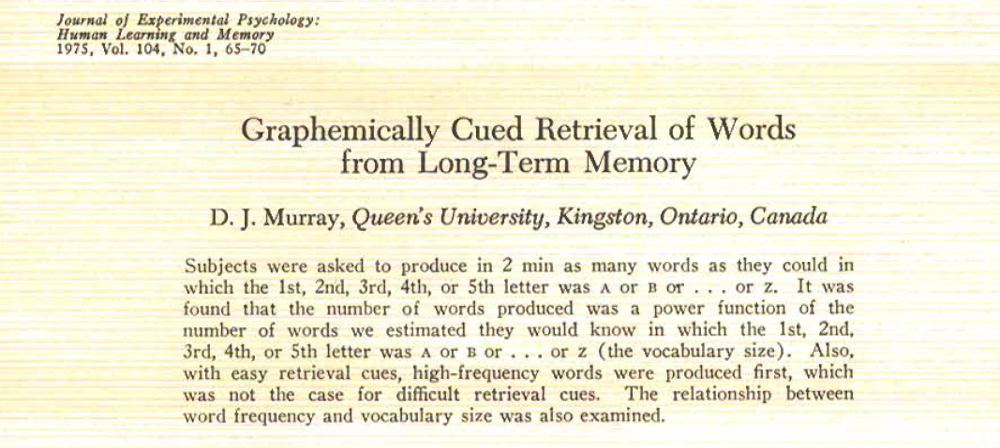 Journal of Experimental Psychology:
Human Learning and Memory
1975, Vol. 104, No. 1, 65–70
Graphemically Cued Retrieval of Words
from Long-Term Memory
D. J. Murray, Queen's University, Kingston, Ontario, Canada
Subjects were asked to produce in 2 min as many words as they could in
which the 1st, 2nd, 3rd, 4th, or 5th letter was A or B or . . . or Z. It was
found that the number of words produced was a power function of the
number of words we estimated they would know in which the 1st, 2nd,
3rd, 4th, or 5th letter was A or B or . . . or Z (the vocabulary size). Also,
with easy retrieval cues, high-frequency words were produced first, which
was not the case for difficult retrieval cues. The relationship between
word frequency and vocabulary size was also examined.